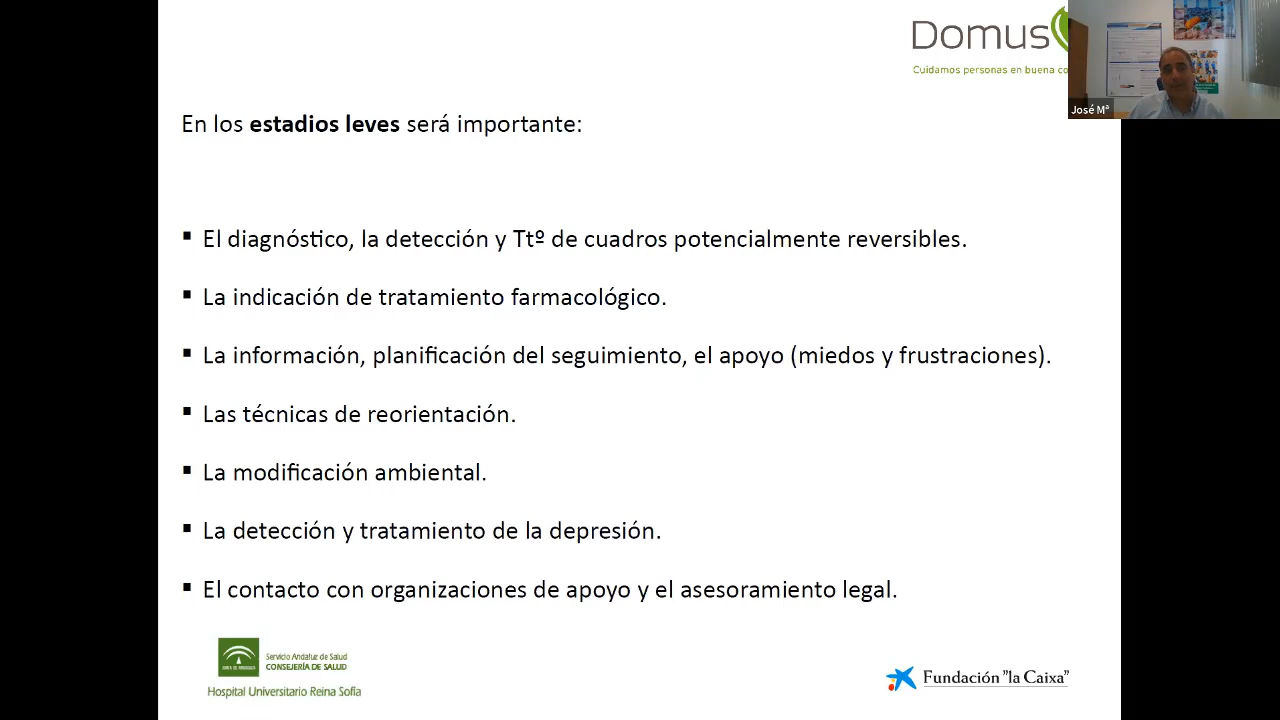 Domus
Cuidamos personas en buena co
José Mª
En los estadios leves será importante:
▪ El diagnóstico, la detección y Ttº de cuadros potencialmente reversibles.
▪ La indicación de tratamiento farmacológico.
▪ La información, planificación del seguimiento, el apoyo (miedos y frustraciones).
▪ Las técnicas de reorientación.
▪ La modificación ambiental.
▪ La detección y tratamiento de la depresión.
▪ El contacto con organizaciones de apoyo y el asesoramiento legal.
JUNTA DE ANDALUCIA
Servicio Andaluz de Salud
CONSEJERÍA DE SALUD
Hospital Universitario Reina Sofía
Fundación "la Caixa"